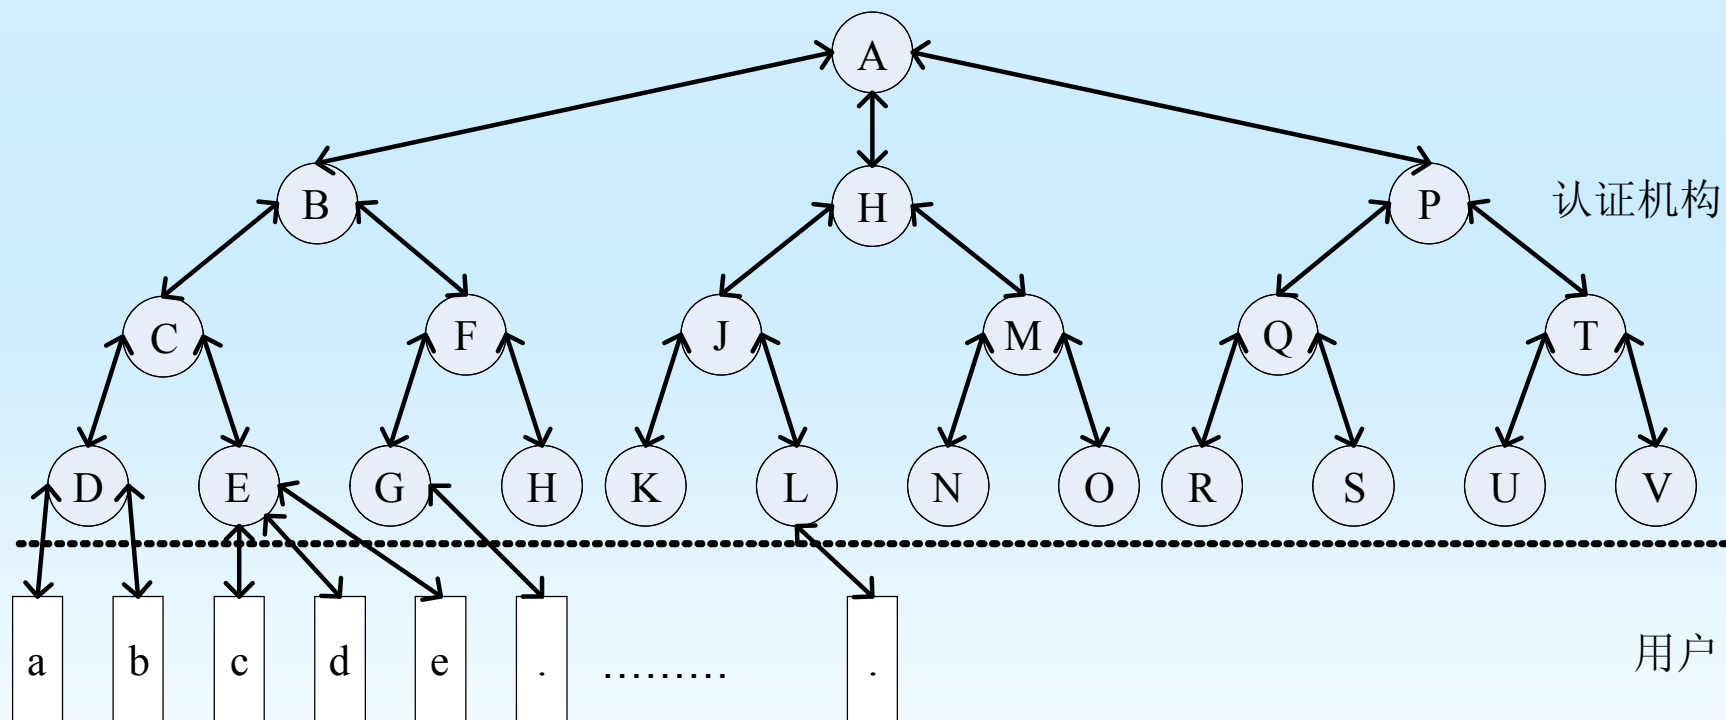 A
B H P 认证机构
C F J M Q T
D E G H K L N O R S U V
a b c d e . ......... . 用户